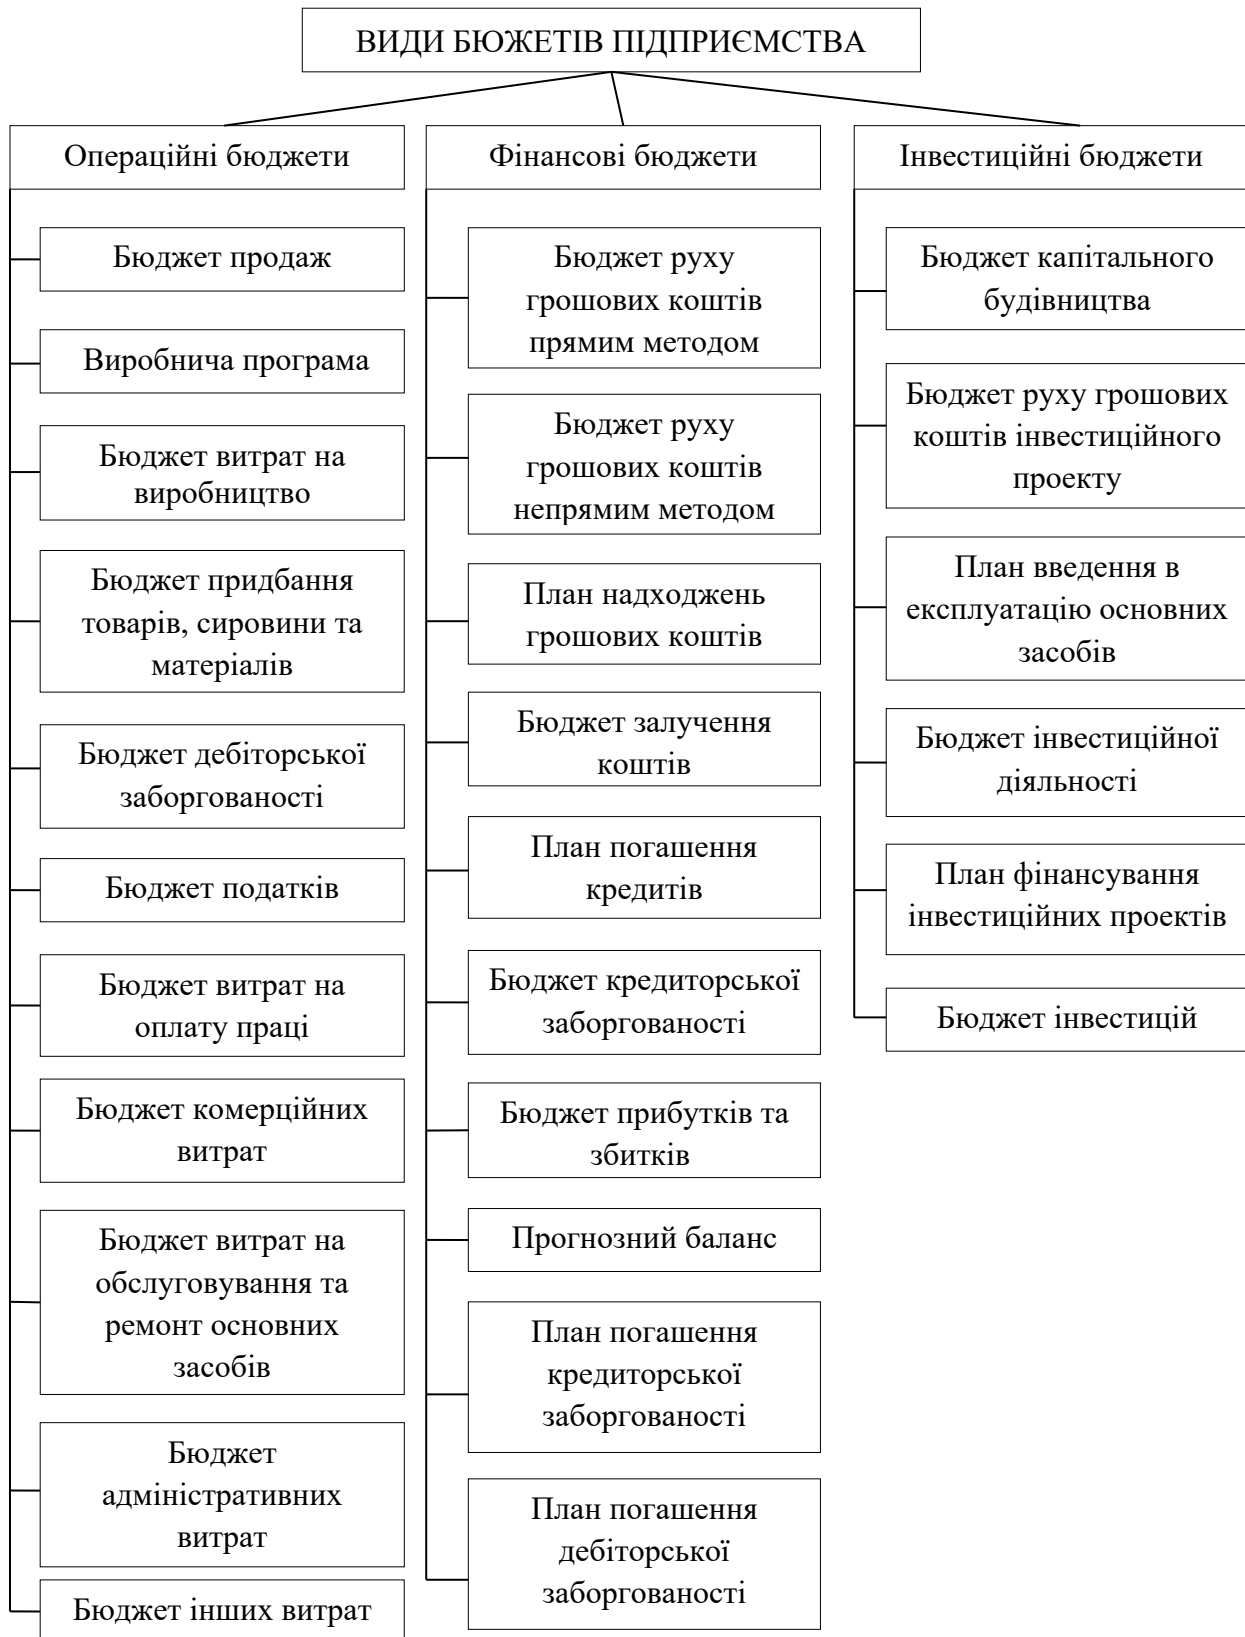 ВИДИ БЮЖЕТІВ ПІДПРИЄМСТВА
Операційні бюджети
Бюджет продаж
Виробнича програма
Бюджет витрат на
виробництво
Бюджет придбання
товарів, сировини та
матеріалів
Бюджет дебіторської
заборгованості
Бюджет податків
Бюджет витрат на
оплату праці
Бюджет комерційних
витрат
Бюджет витрат на
обслуговування та
ремонт основних
засобів
Бюджет
адміністративних
витрат
Бюджет інших витрат
Фінансові бюджети
Бюджет руху
грошових коштів
прямим методом
Бюджет руху
грошових коштів
непрямим методом
План надходжень
грошових коштів
Бюджет залучення
коштів
План погашення
кредитів
Бюджет кредиторської
заборгованості
Бюджет прибутків та
збитків
Прогнозний баланс
План погашення
кредиторської
заборгованості
План погашення
дебіторської
заборгованості
Інвестиційні бюджети
Бюджет капітального
будівництва
Бюджет руху грошових
коштів інвестиційного
проекту
План введення в
експлуатацію основних
засобів
Бюджет інвестиційної
діяльності
План фінансування
інвестиційних проектів
Бюджет інвестицій